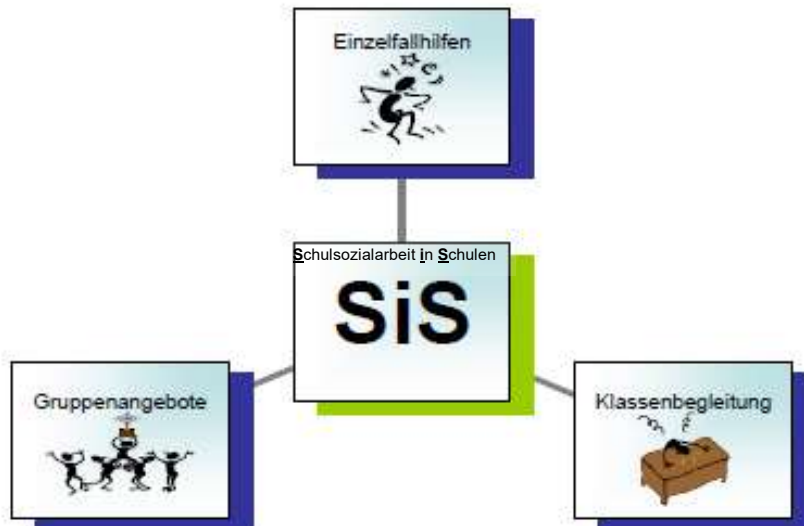 Einzelfallhilfen
Schulsozialarbeit in Schulen
SiS
Gruppenangebote
Klassenbegleitung